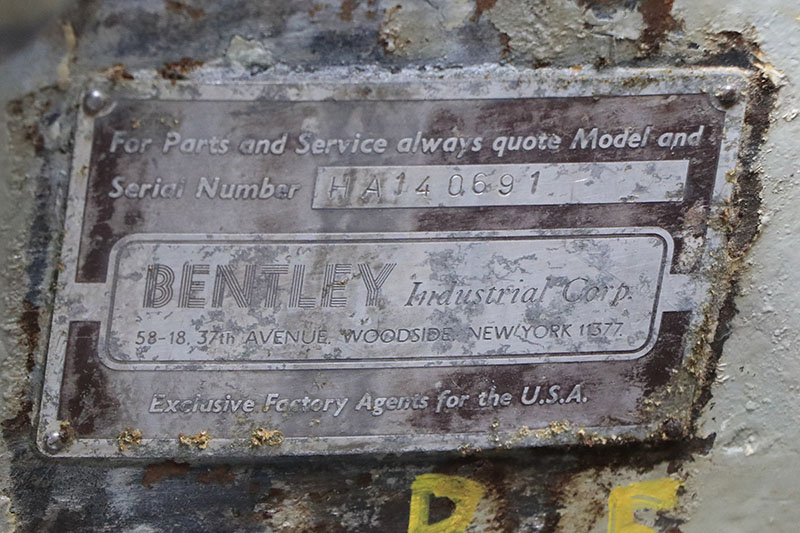 For Parts and Service always quote Model and
Serial Number HA140691
BENTLEY Industrial Corp.
58-18, 37th AVENUE, WOODSIDE, NEW YORK 11377.
Exclusive Factory Agents for the U.S.A.